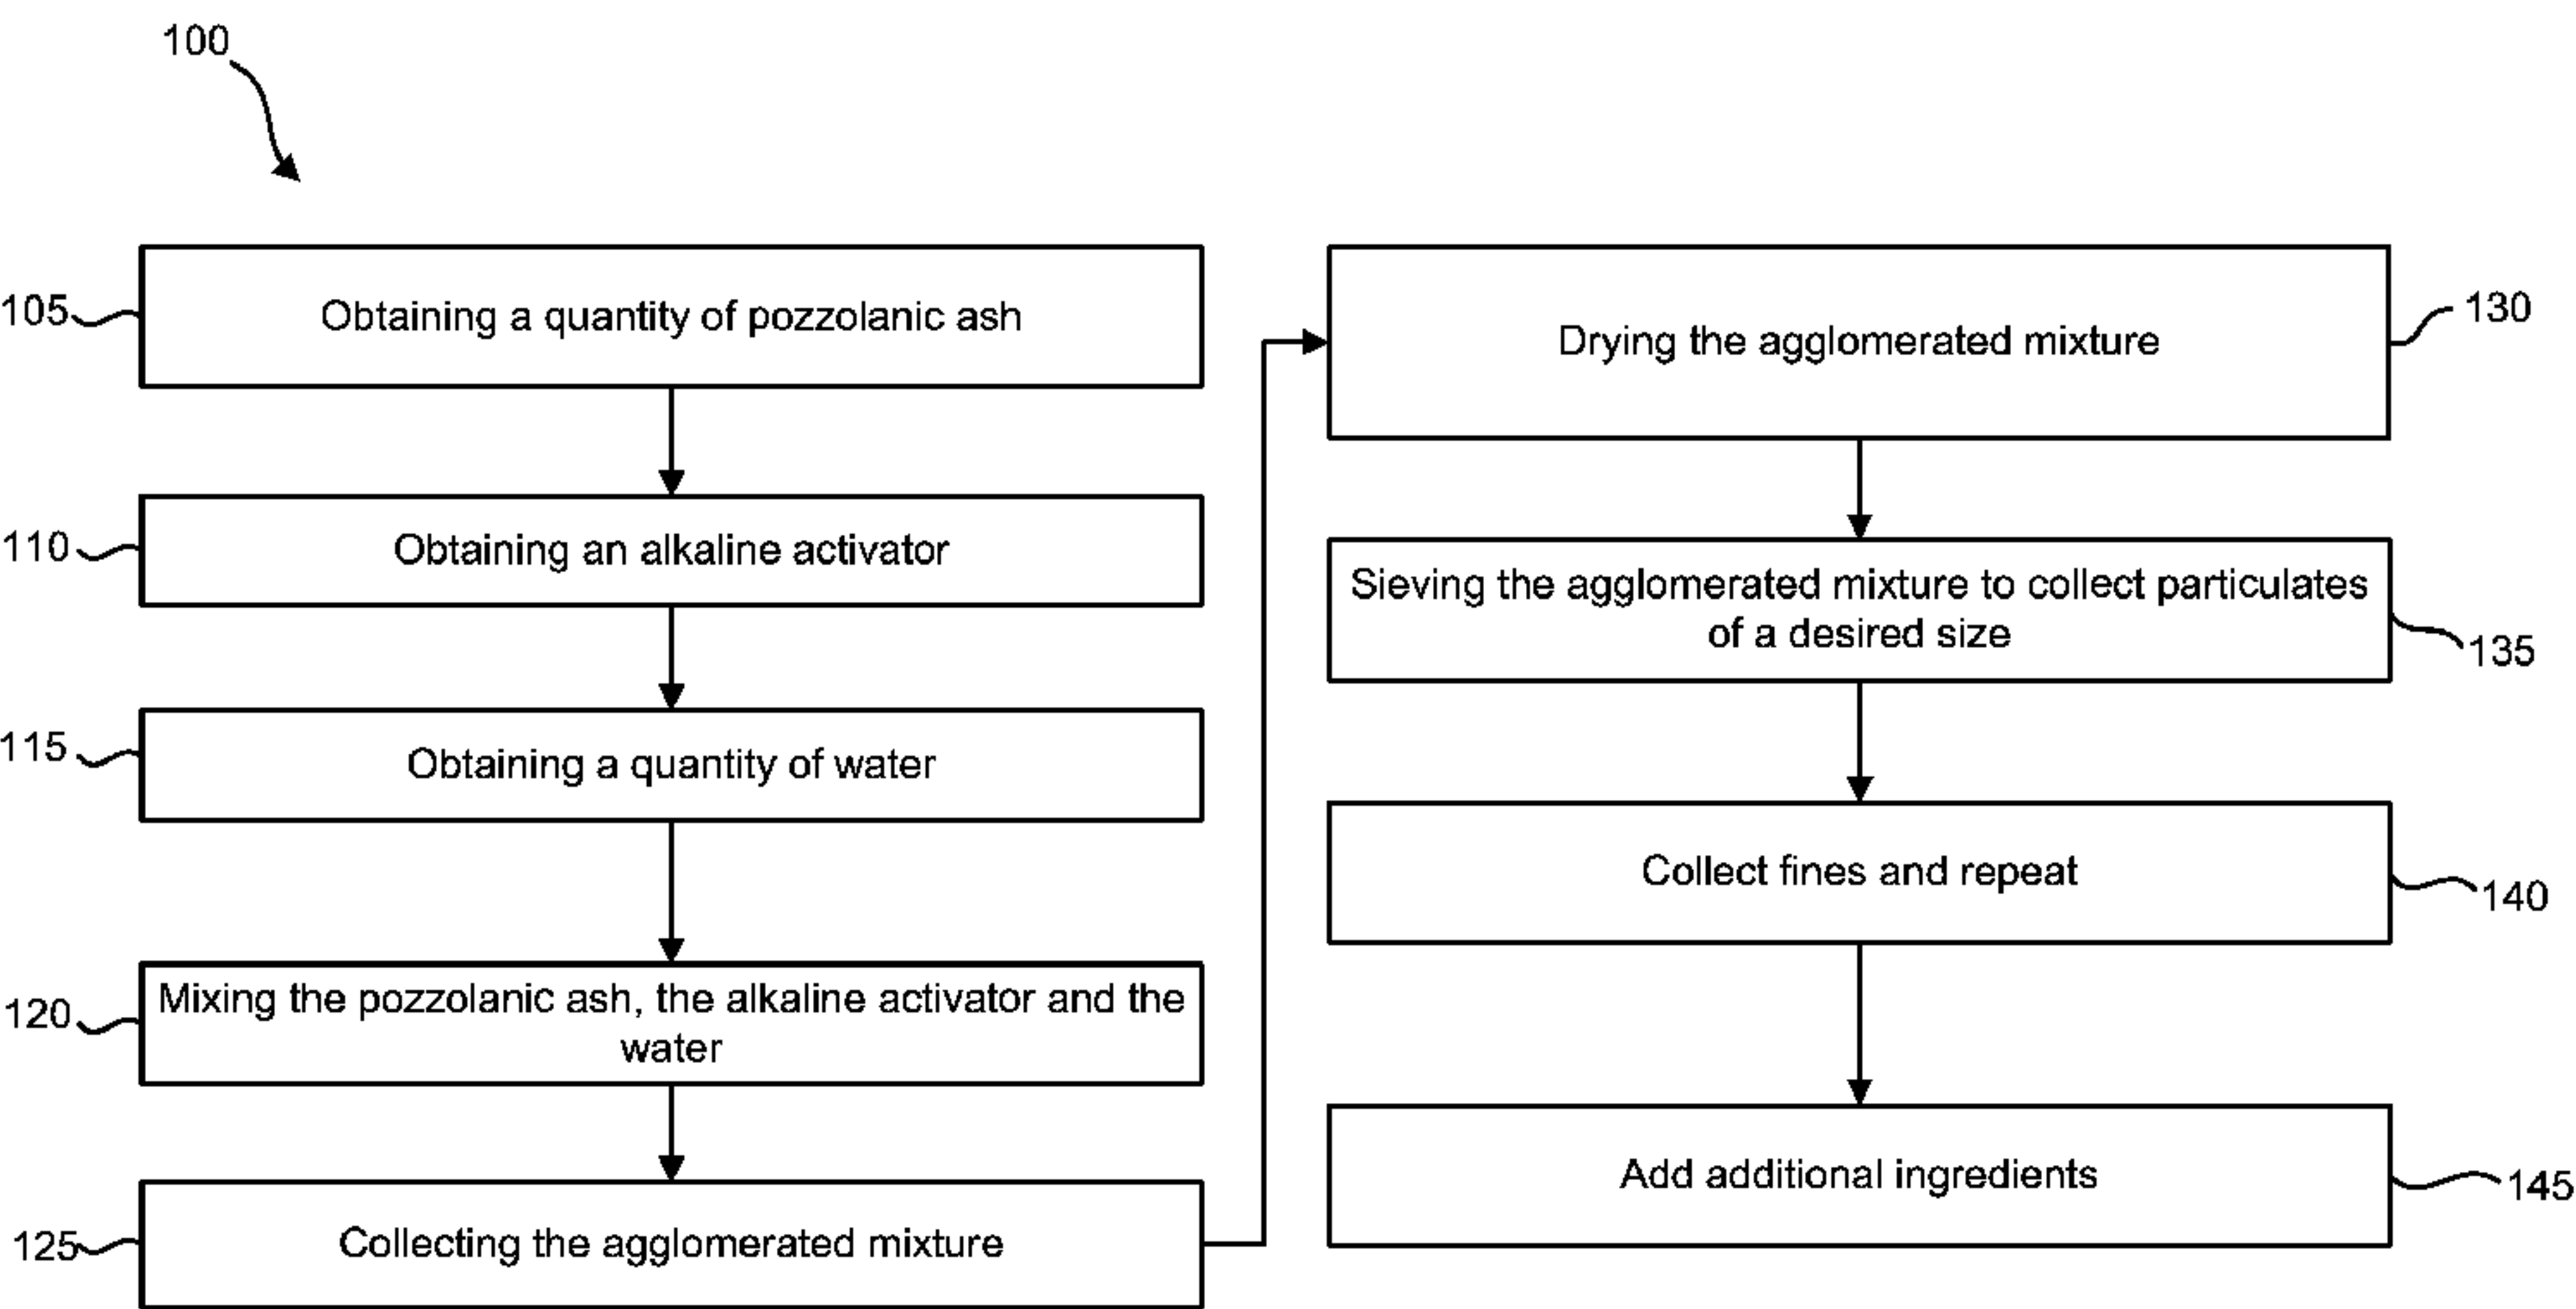 100
105
Obtaining a quantity of pozzolanic ash
110
Obtaining an alkaline activator
115
Obtaining a quantity of water
120
Mixing the pozzolanic ash, the alkaline activator and the
water
125
Collecting the agglomerated mixture
Drying the agglomerated mixture
130
Sieving the agglomerated mixture to collect particulates
of a desired size
135
Collect fines and repeat
140
Add additional ingredients
145